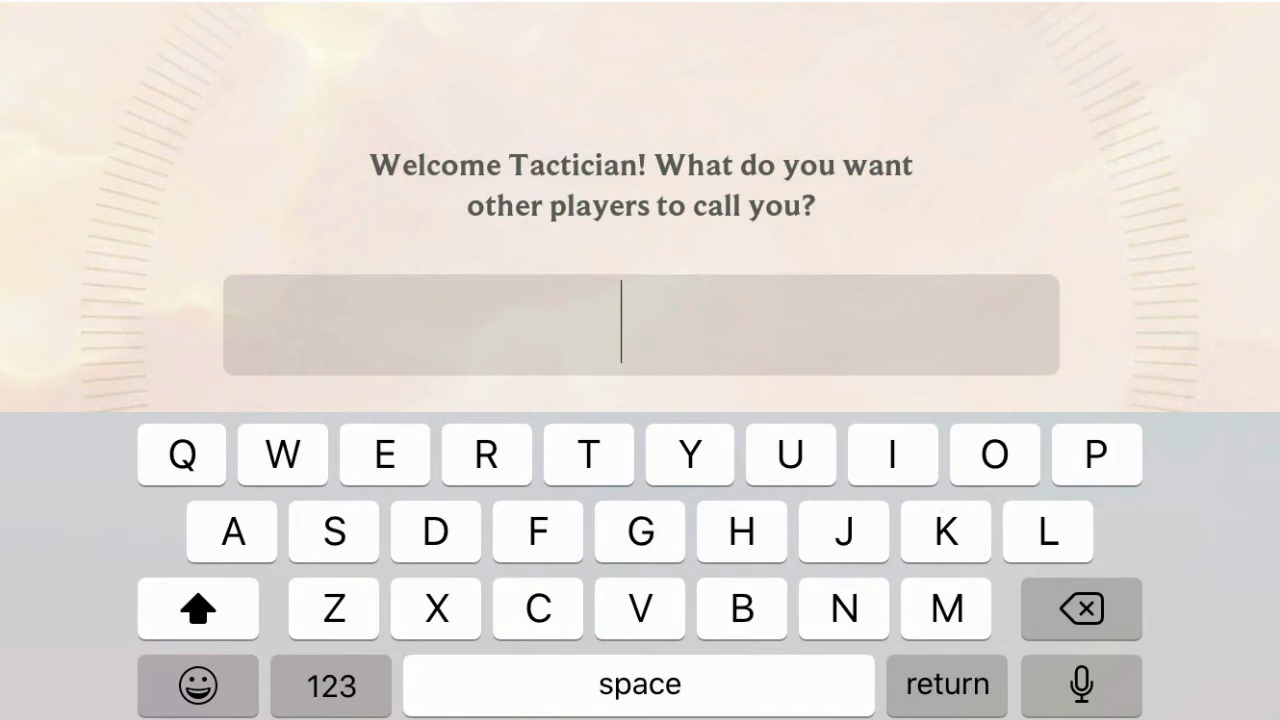 Welcome Tactician! What do you want
other players to call you?
Q W E R T Y U I O P
A S D F G H J K L
Z X C V B N M
123 space return